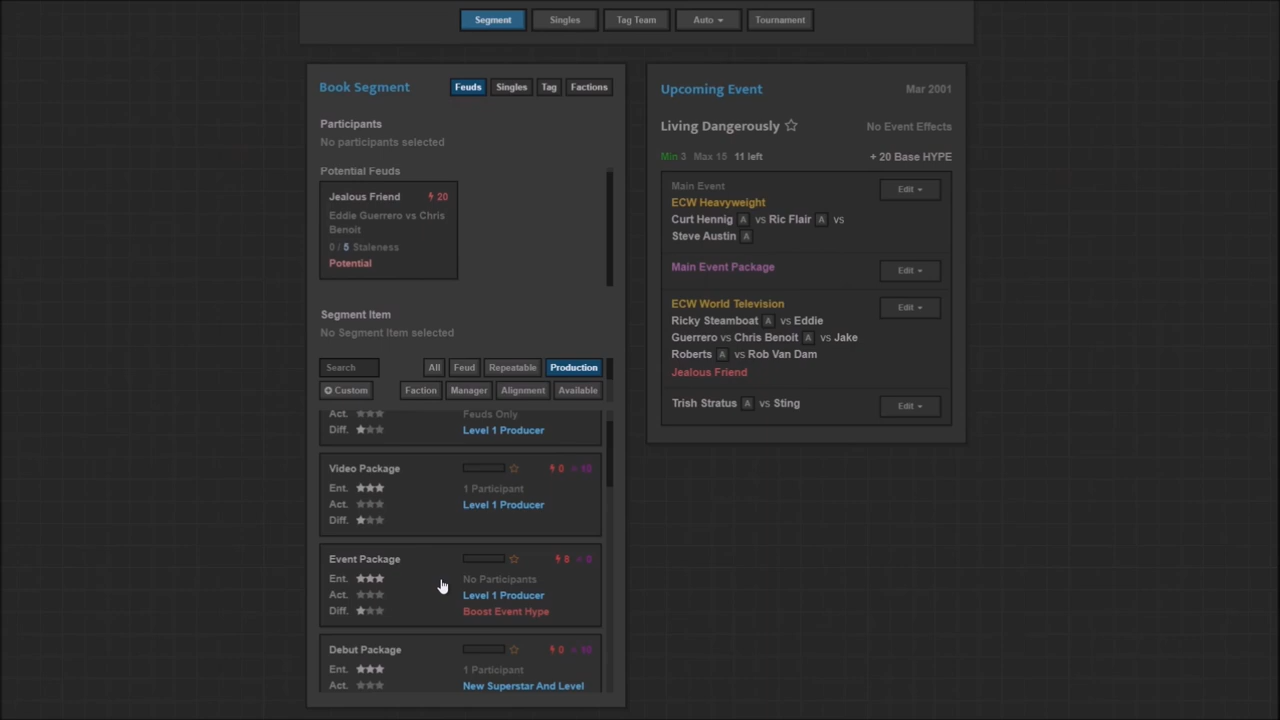 Segment Singles Tag Team Auto Tournament
Book Segment Feuds Singles Tag Factions
Participants
No participants selected
Potential Feuds
Jealous Friend 20
Eddie Guerrero vs Chris
Benoit
0 / 5 Staleness
Potential
Segment Item
No Segment Item selected
Search All Feud Repeatable Production
Custom Faction Manager Alignment Available
Act. Feuds Only
Diff. Level 1 Producer
Video Package 0 10
Ent. 1 Participant
Act. Level 1 Producer
Diff.
Event Package 8 0
Ent. No Participants
Act. Level 1 Producer
Diff. Boost Event Hype
Debut Package 0
Ent. 1 Participant
Act. New Superstar And Level
Upcoming Event Mar 2001
Living Dangerously No Event Effects
Min 3 Max 15 11 left + 20 Base HYPE
Main Event Edit
ECW Heavyweight
Curt Hennig A vs Ric Flair A vs
Steve Austin A
Main Event Package Edit
ECW World Television Edit
Ricky Steamboat A vs Eddie
Guerrero vs Chris Benoit A vs Jake
Roberts A vs Rob Van Dam
Jealous Friend
Trish Stratus A vs Sting Edit